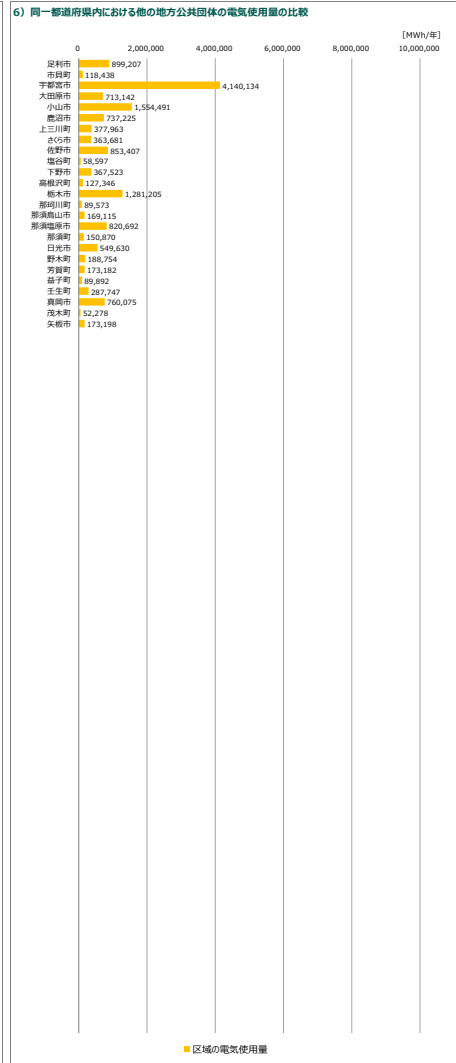 6）同一都道府県内における他の地方公共団体の電気使用量の比較
[MWh/年]
0 2,000,000 4,000,000 6,000,000 8,000,000 10,000,000
足利市 899,207
市貝町 118,438
宇都宮市 4,140,134
大田原市 713,142
小山市 1,554,491
鹿沼市 737,225
上三川町 377,963
さくら市 363,681
佐野市 853,407
塩谷町 58,597
下野市 367,523
高根沢町 127,346
栃木市 1,281,205
那珂川町 89,573
那須烏山市 169,115
那須塩原市 820,692
那須町 150,870
日光市 549,630
野木町 188,754
芳賀町 173,182
益子町 89,892
壬生町 287,747
真岡市 760,075
茂木町 52,278
矢板市 173,198
区域の電気使用量